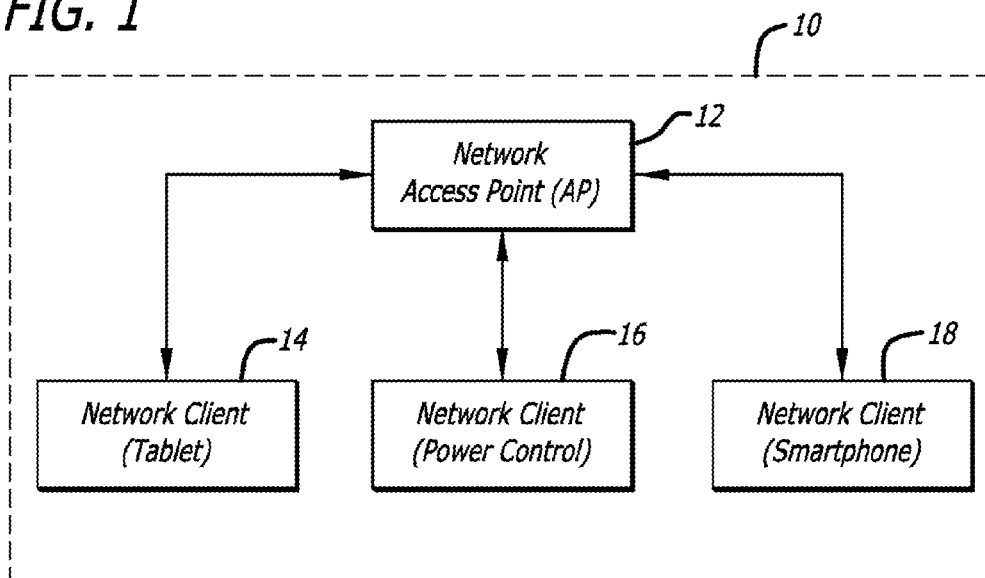 FIG. 1
10
12
Network
Access Point (AP)
14
16
18
Network Client
(Tablet)
Network Client
(Power Control)
Network Client
(Smartphone)